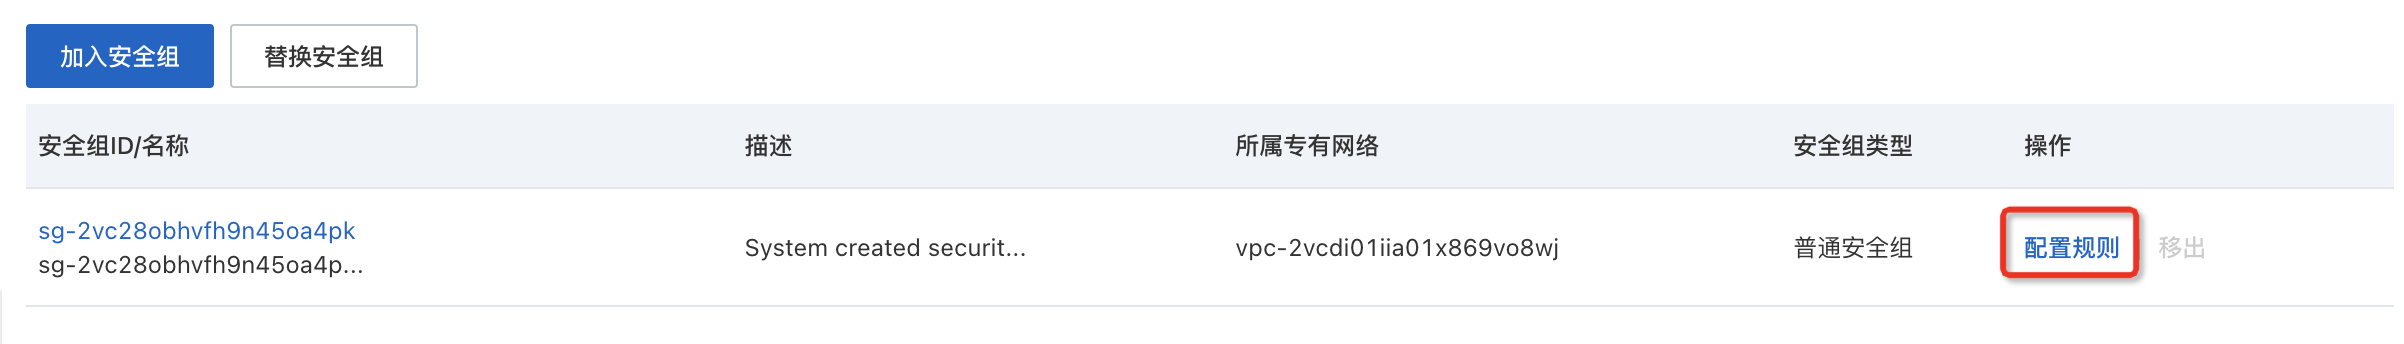 加入安全组 替换安全组
安全组ID/名称 描述 所属专有网络 安全组类型 操作
sg-2vc28obhvfh9n45oa4pk
sg-2vc28obhvfh9n45oa4p... System created securit... vpc-2vcdi01iia01x869vo8wj 普通安全组 配置规则 移出